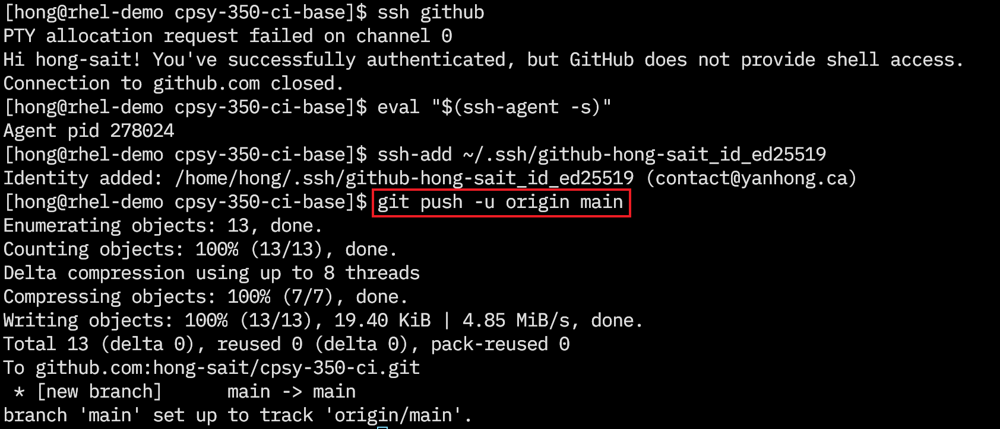 [hong@rhel-demo cpsy-350-ci-base]$ ssh github
PTY allocation request failed on channel 0
Hi hong-sait! You've successfully authenticated, but GitHub does not provide shell access.
Connection to github.com closed.
[hong@rhel-demo cpsy-350-ci-base]$ eval "$(ssh-agent -s)"
Agent pid 278024
[hong@rhel-demo cpsy-350-ci-base]$ ssh-add ~/.ssh/github-hong-sait_id_ed25519
Identity added: /home/hong/.ssh/github-hong-sait_id_ed25519 (contact@yanhong.ca)
[hong@rhel-demo cpsy-350-ci-base]$ git push -u origin main
Enumerating objects: 13, done.
Counting objects: 100% (13/13), done.
Delta compression using up to 8 threads
Compressing objects: 100% (7/7), done.
Writing objects: 100% (13/13), 19.40 KiB | 4.85 MiB/s, done.
Total 13 (delta 0), reused 0 (delta 0), pack-reused 0
To github.com:hong-sait/cpsy-350-ci.git
 * [new branch]      main -> main
branch 'main' set up to track 'origin/main'.